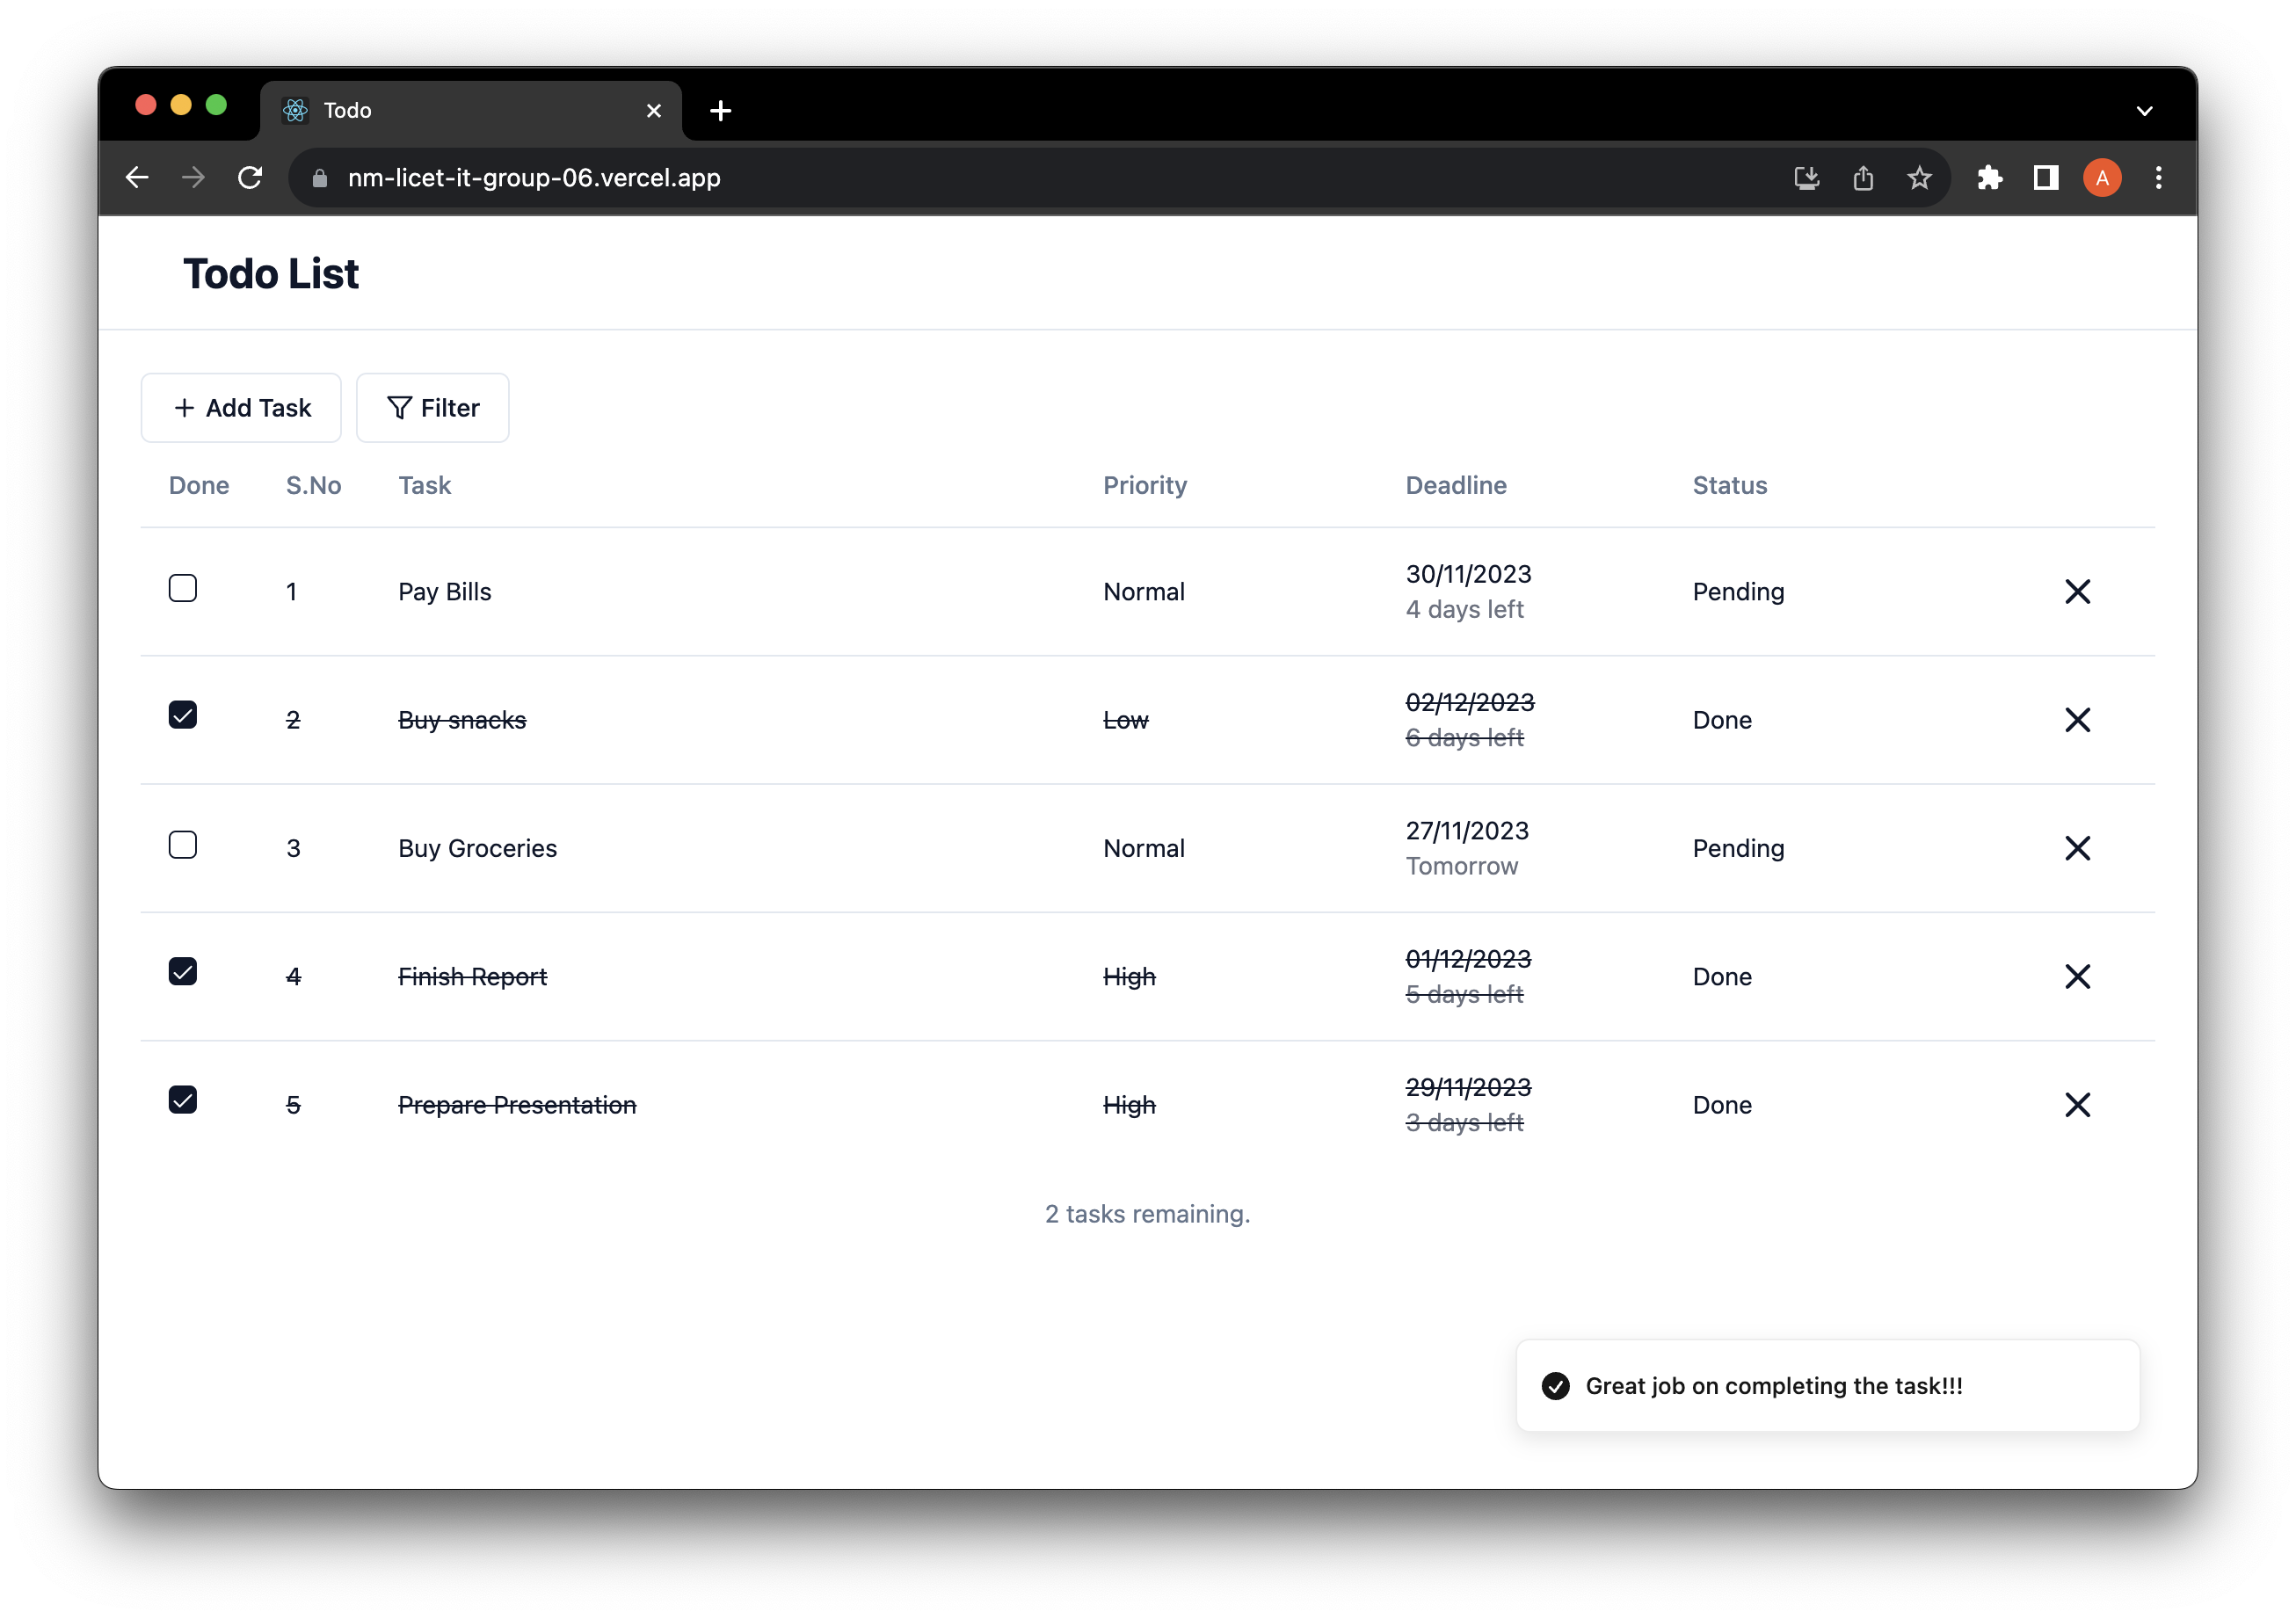 Todo
nm-licet-it-group-06.vercel.app
A
Todo List
Add Task Filter
Done S.No Task Priority Deadline Status
1 Pay Bills Normal 30/11/2023 Pending
4 days left
2 Buy snacks Low 02/12/2023 Done
6 days left
3 Buy Groceries Normal 27/11/2023 Pending
Tomorrow
4 Finish Report High 01/12/2023 Done
5 days left
5 Prepare Presentation High 29/11/2023 Done
3 days left
2 tasks remaining.
Great job on completing the task!!!